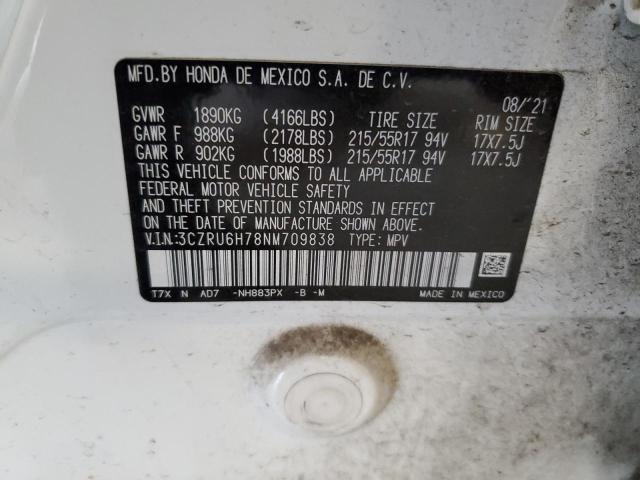 MFD.BY HONDA DE MEXICO S.A. DE C.V.
08/'21
GVWR 1890KG (4166LBS) TIRE SIZE RIM SIZE
GAWR F 988KG (2178LBS) 215/55R17 94V 17X7.5J
GAWR R 902KG (1988LBS) 215/55R17 94V 17X7.5J
THIS VEHICLE CONFORMS TO ALL APPLICABLE
FEDERAL MOTOR VEHICLE SAFETY
AND THEFT PREVENTION STANDARDS IN EFFECT
ON THE DATE OF MANUFACTURE SHOWN ABOVE.
V.I.N.:3CZRU6H78NM709838 TYPE: MPV
T7X N AD7 -NH883PX -B -M MADE IN MEXICO